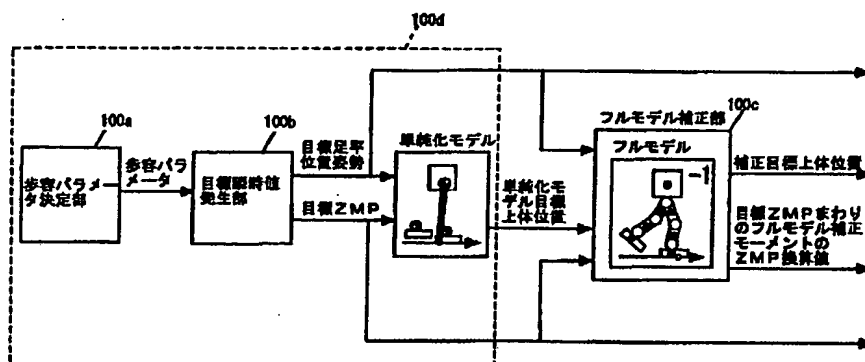 100d
100a
歩容パラメー
タ決定部
歩容パラ
メータ
100b
目標瞬時値
発生部
目標足平
位置姿勢
目標ZMP
単純化モデル
単純化モ
デル目標
上体位置
100c
フルモデル補正部
フルモデル
-1
補正目標上体位置
目標ZMPまわり
のフルモデル補正
モーメントの
ZMP換算値